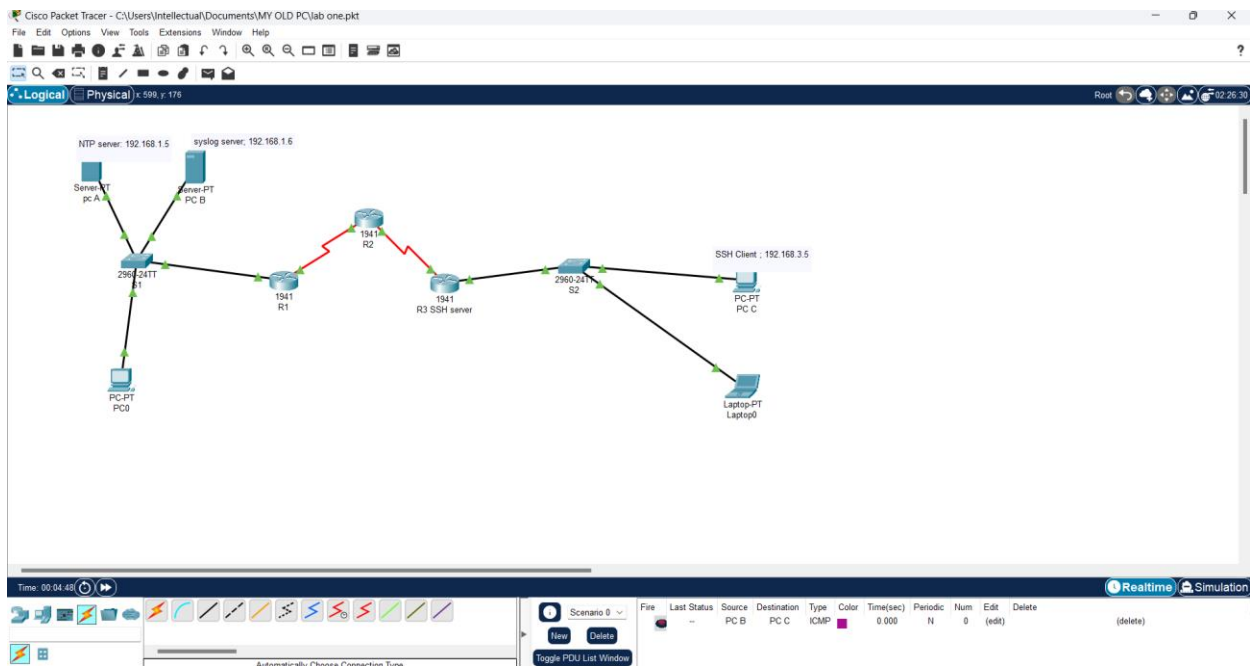 Cisco Packet Tracer - C:\Users\Intellectual\Documents\MY OLD PC\lab one.pkt
File Edit Options View Tools Extensions Window Help
?
Logical Physical x: 599, y: 176
Root 02:26:30
NTP server: 192.168.1.5
syslog server; 192.168.1.6
Server-PT
pc A
Server-PT
PC B
2960-24TT
S1
1941
R1
1941
R2
1941
R3 SSH server
2960-24TT
S2
SSH Client ; 192.168.3.5
PC-PT
PC C
PC-PT
PC0
Laptop-PT
Laptop0
Time: 00:04:48
Realtime Simulation
Scenario 0
New Delete
Toggle PDU List Window
Fire Last Status Source Destination Type Color Time(sec) Periodic Num Edit Delete
-- PC B PC C ICMP 0.000 N 0 (edit) (delete)
Automatically Choose Connection Type